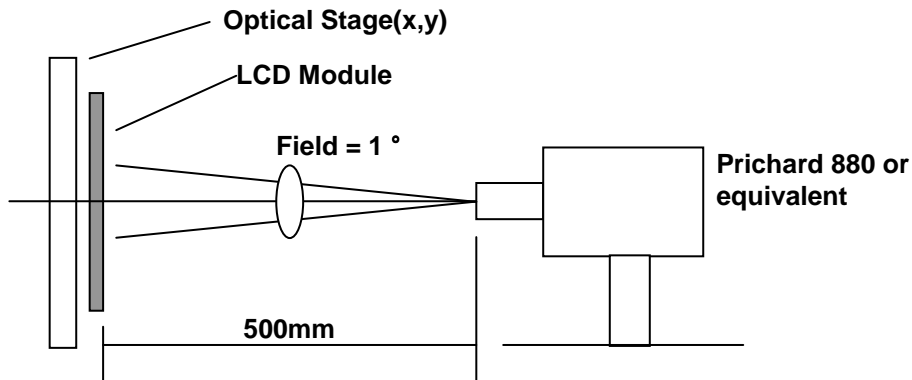 Optical Stage(x,y)
LCD Module
Field = 1 °
Prichard 880 or
equivalent
500mm